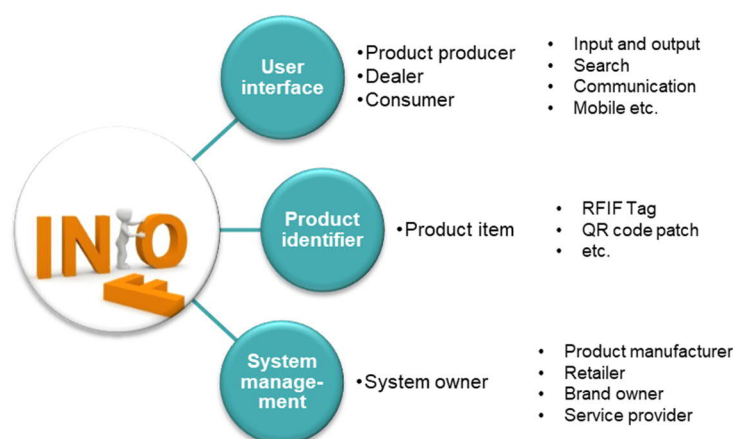 User
interface
•Product producer
•Dealer
•Consumer
• Input and output
• Search
• Communication
• Mobile etc.
INFO
Product
identifier
•Product item
• RFIF Tag
• QR code patch
• etc.
System
manage-
ment
•System owner
• Product manufacturer
• Retailer
• Brand owner
• Service provider